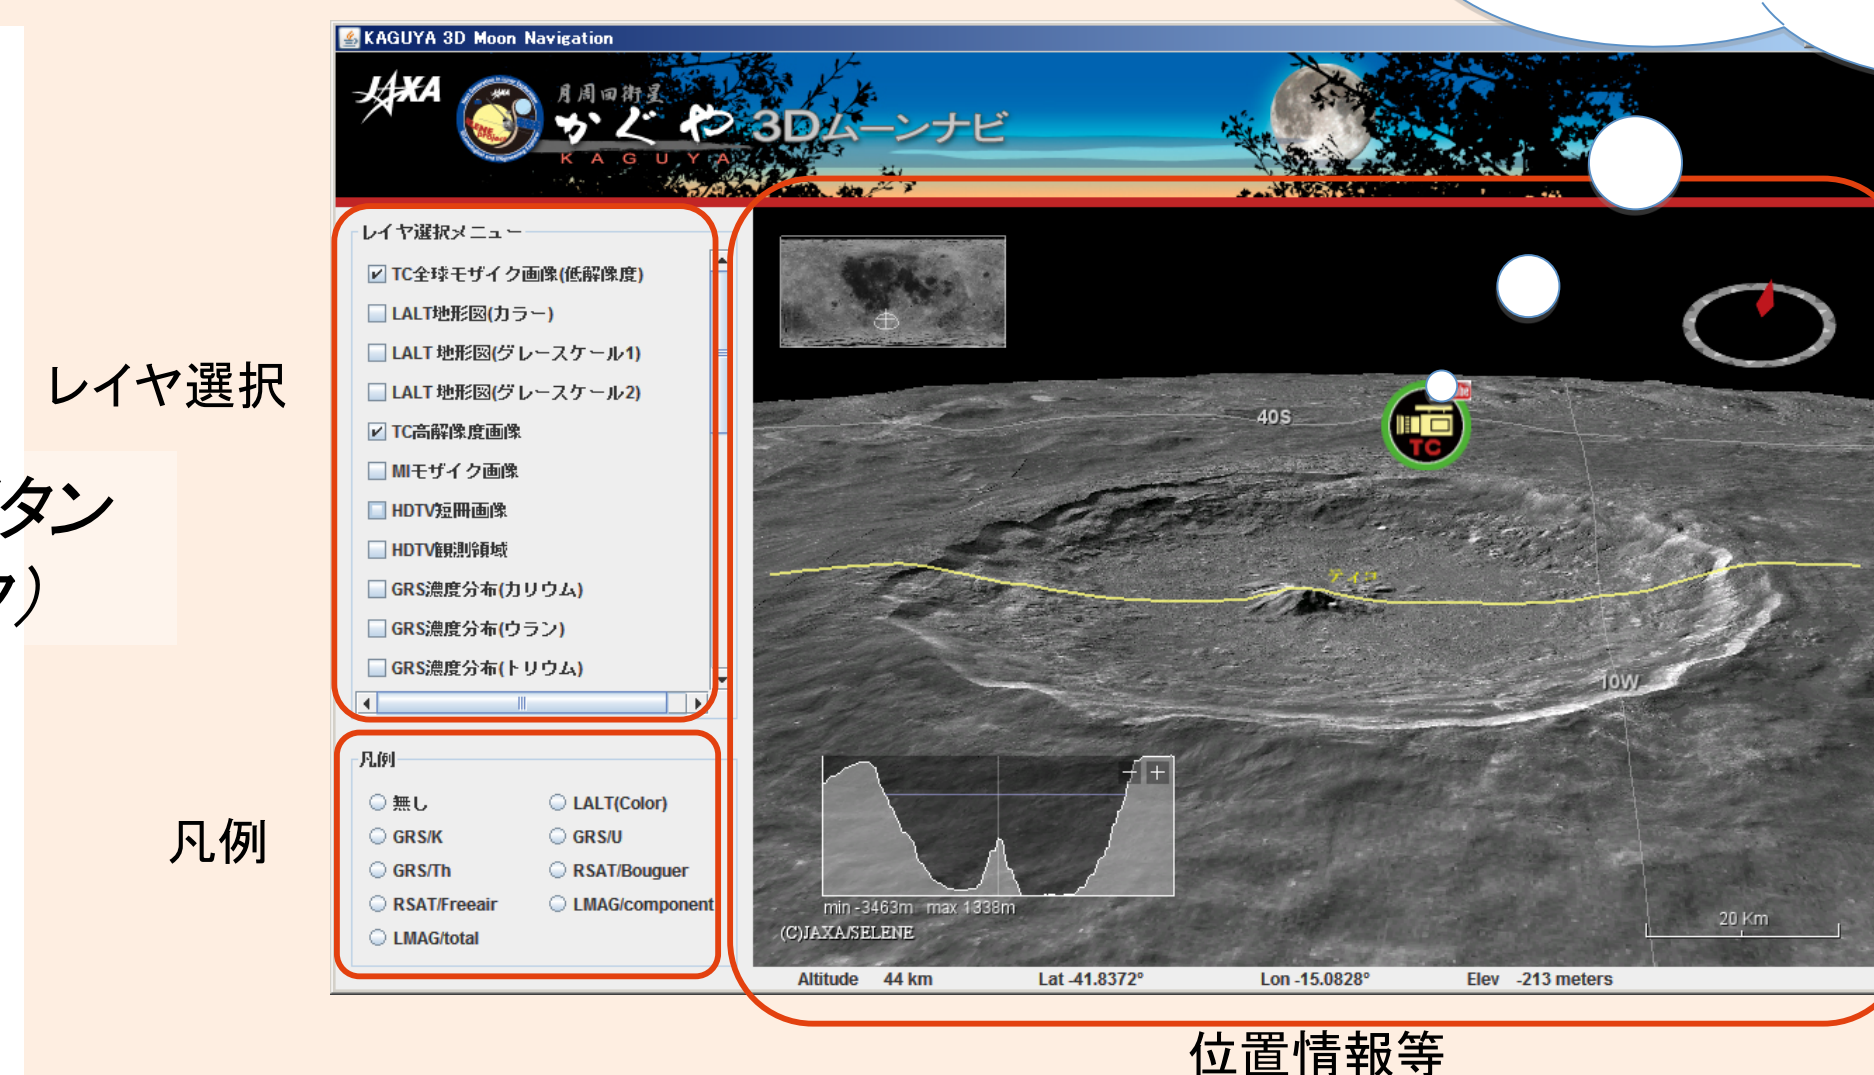 KAGUYA 3D Moon Navigation
JAXA
月周回衛星
かぐや 3Dムーンナビ
KAGUYA
レイヤ選択メニュー
TC全球モザイク画像(低解像度)
LALT地形図(カラー)
LALT 地形図(グレースケール1)
LALT 地形図(グレースケール2)
TC高解像度画像
MIモザイク画像
HDTV短冊画像
HDTV観測領域
GRS濃度分布(カリウム)
GRS濃度分布(ウラン)
GRS濃度分布(トリウム)
レイヤ選択
タン
ク）
凡例
凡例
無し
LALT(Color)
GRS/K
GRS/U
GRS/Th
RSAT/Bouguer
RSAT/Freeair
LMAG/component
LMAG/total
40S
TC
ティコ
10W
min -3463m max 1338m
(C)JAXA/SELENE
20 Km
Altitude 44 km Lat -41.8372° Lon -15.0828° Elev -213 meters
位置情報等